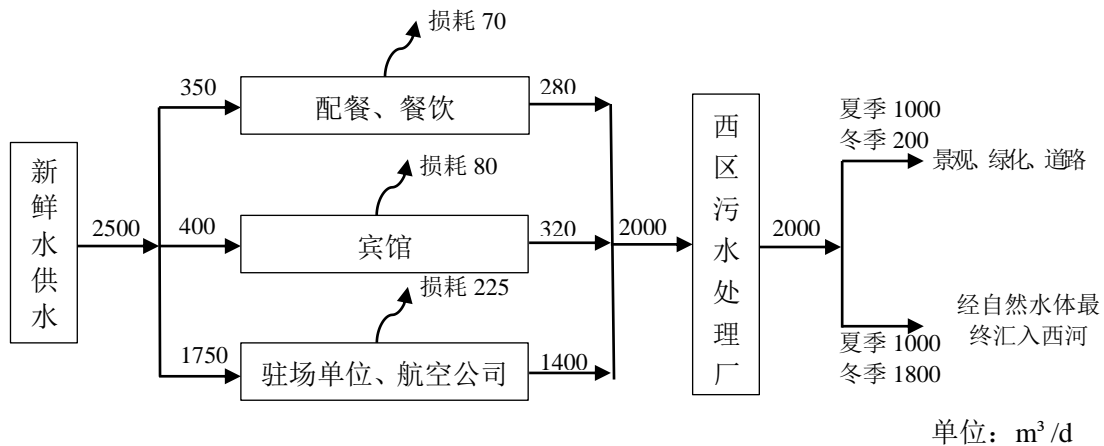 损耗 70
350
配餐、餐饮
280
新鲜水供水
2500
损耗 80
400
宾馆
320
损耗 225
1750
驻场单位、航空公司
1400
2000
西区污水处理厂
2000
夏季 1000
冬季 200
景观、绿化、道路
经自然水体最
终汇入西河
夏季 1000
冬季 1800
单位：m³ /d